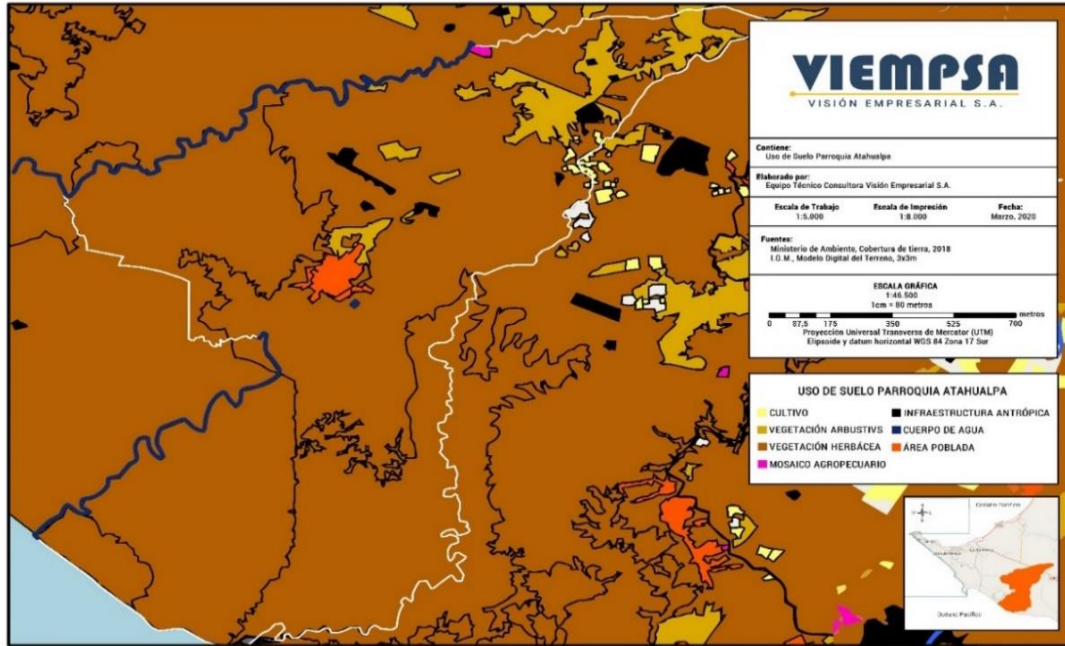 VIEMPSA
VISIÓN EMPRESARIAL S.A.
Contiene:
Uso de Suelo Parroquia Atahualpa
Elaborado por:
Equipo Técnico Consultora Visión Empresarial S.A.
Escala de Trabajo Escala de Impresión Fecha:
1:5.000 1:8.000 Marzo, 2020
Fuentes:
Ministerio de Ambiente, Cobertura de tierra, 2018
I.G.M., Modelo Digital del Terreno, 3x3m
ESCALA GRÁFICA
1:46.500
1cm = 80 metros
metros
0 87,5 175 350 525 700
Proyección Universal Transverse de Mercator (UTM)
Elipsoide y datum horizontal WGS 84 Zona 17 Sur
USO DE SUELO PARROQUIA ATAHUALPA
CULTIVO INFRAESTRUCTURA ANTRÓPICA
VEGETACIÓN ARBUSTIVS CUERPO DE AGUA
VEGETACIÓN HERBÁCEA ÁREA POBLADA
MOSAICO AGROPECUARIO
Océano Pacífico